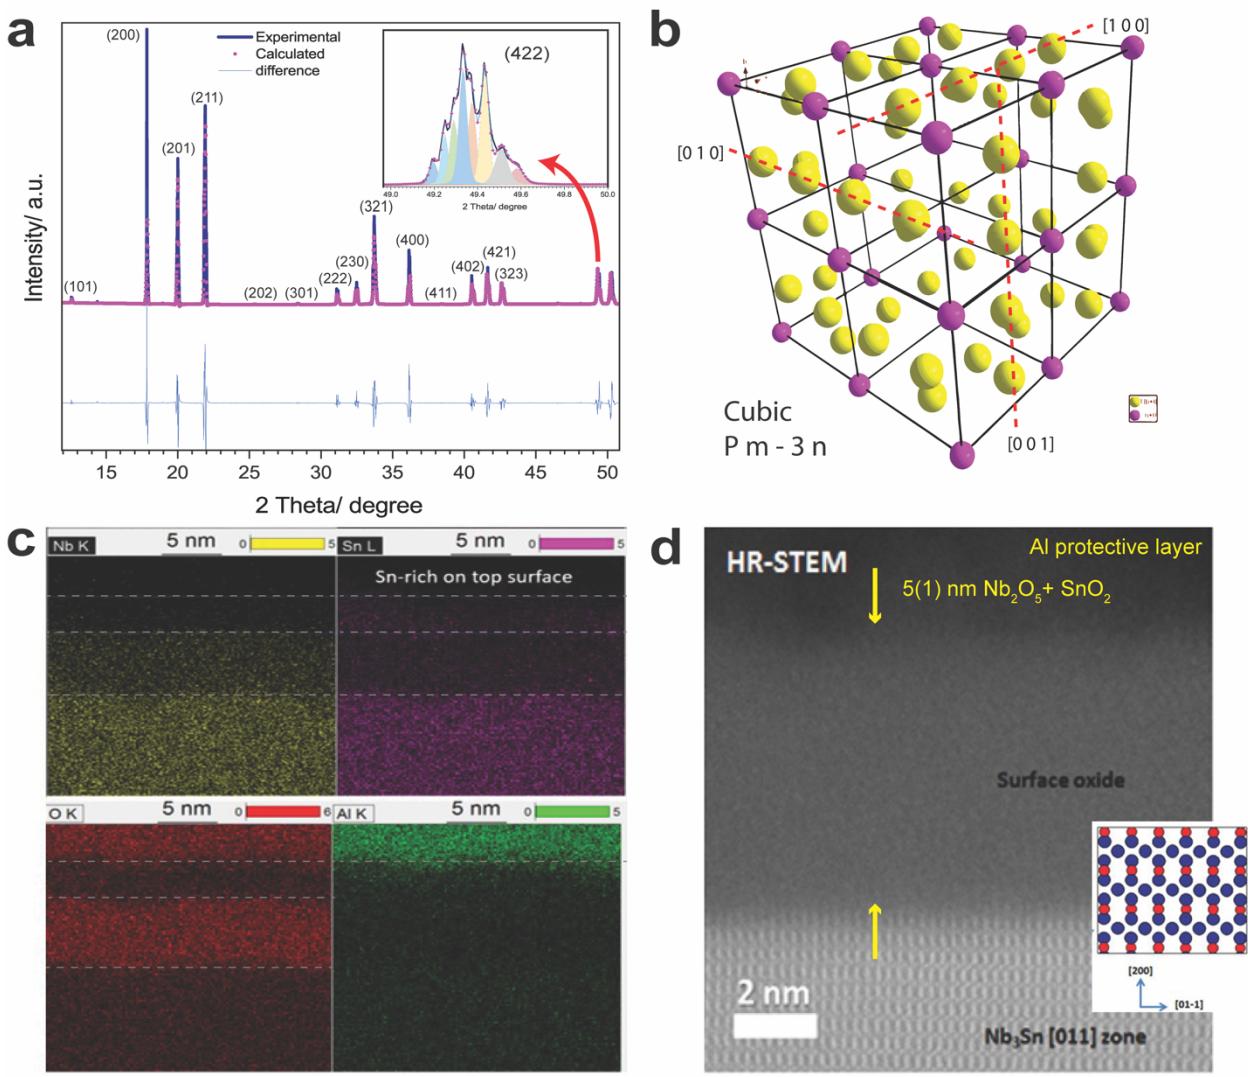 a
Intensity/ a.u.
(200)
(201)
(211)
(101)
(202)
(301)
(222)
(230)
(321)
(400)
(411)
(402)
(421)
(323)
Experimental
Calculated
difference
(422)
49.0 49.2 49.4 49.6 49.8 50.0
2 Theta/ degree
15 20 25 30 35 40 45 50
2 Theta/ degree
b
[1 0 0]
[0 1 0]
[0 0 1]
Cubic
P m - 3 n
c
Nb K 5 nm 0 5
Sn L 5 nm 0 5
Sn-rich on top surface
O K 5 nm 0 6
Al K 5 nm 0 5
d
HR-STEM
Al protective layer
5(1) nm Nb₂O₅+ SnO₂
Surface oxide
[200]
[01-1]
2 nm
Nb₃Sn [011] zone